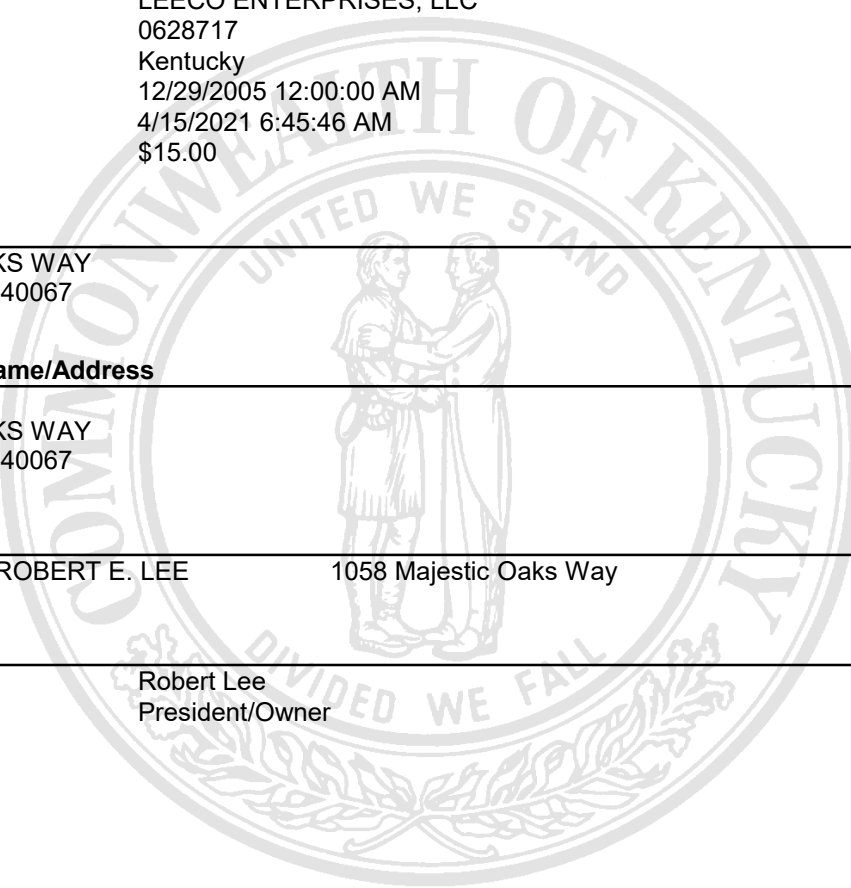 LEECO ENTERPRISES, LLC
0628717
Kentucky
12/29/2005 12:00:00 AM
4/15/2021 6:45:46 AM
$15.00
KS WAY
40067
ame/Address
KS WAY
40067
ROBERT E. LEE 1058 Majestic Oaks Way
Robert Lee
President/Owner
COMMONWEALTH OF KENTUCKY
UNITED WE STAND
DIVIDED WE FALL